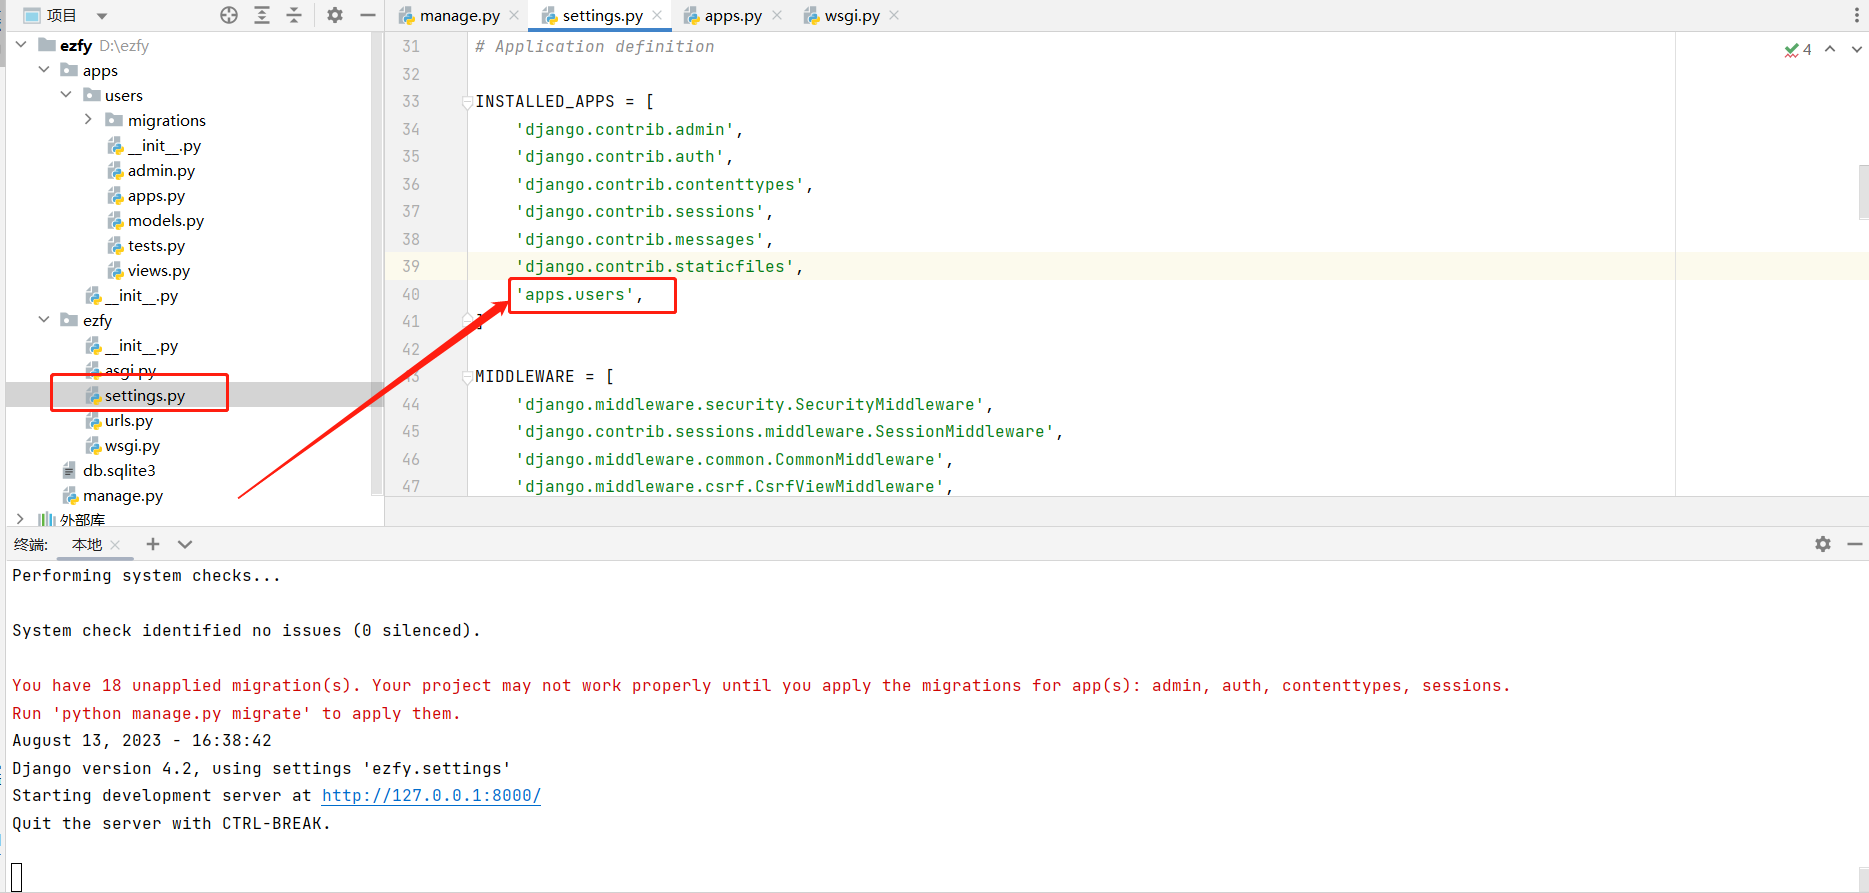 项目
manage.py
settings.py
apps.py
wsgi.py
ezfy D:\ezfy
apps
users
migrations
__init__.py
admin.py
apps.py
models.py
tests.py
views.py
__init__.py
ezfy
__init__.py
asgi.py
settings.py
urls.py
wsgi.py
db.sqlite3
manage.py
外部库
31 # Application definition
32
33 INSTALLED_APPS = [
34 'django.contrib.admin',
35 'django.contrib.auth',
36 'django.contrib.contenttypes',
37 'django.contrib.sessions',
38 'django.contrib.messages',
39 'django.contrib.staticfiles',
40 'apps.users',
41 ]
42
43 MIDDLEWARE = [
44 'django.middleware.security.SecurityMiddleware',
45 'django.contrib.sessions.middleware.SessionMiddleware',
46 'django.middleware.common.CommonMiddleware',
47 'django.middleware.csrf.CsrfViewMiddleware',
4
终端: 本地
Performing system checks...
System check identified no issues (0 silenced).
You have 18 unapplied migration(s). Your project may not work properly until you apply the migrations for app(s): admin, auth, contenttypes, sessions.
Run 'python manage.py migrate' to apply them.
August 13, 2023 - 16:38:42
Django version 4.2, using settings 'ezfy.settings'
Starting development server at http://127.0.0.1:8000/
Quit the server with CTRL-BREAK.